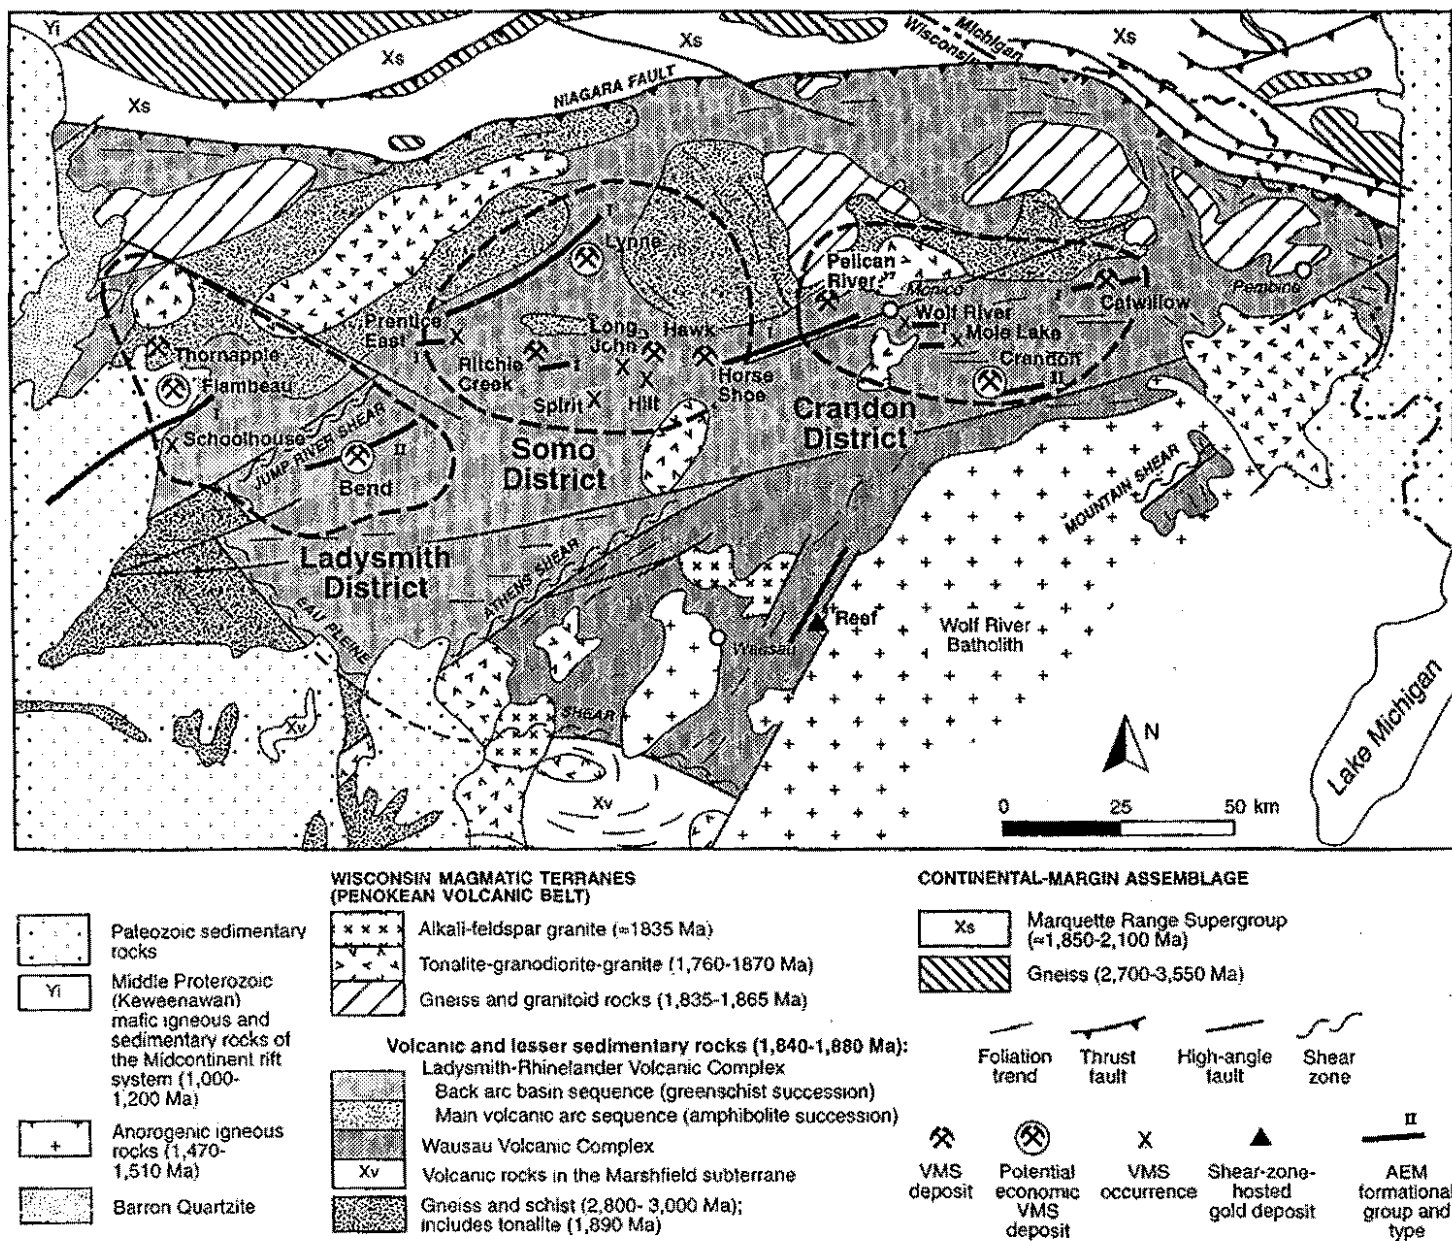 Yi
Xs
Xs
Xs
Xs
Michigan
Wisconsin
NIAGARA FAULT
Lynne
Pelican
River
Monico
Catwillow
Pembine
Prentice
East
Long
John
Hawk
Wolf River
Mole Lake
Crandon
II
Thornapple
Flambeau
Ritchie
Creek
Horse
Shoe
Spirit
Hill
Schoolhouse
JUMP RIVER SHEAR
II
Bend
Somo
District
Crandon
District
MOUNTAIN SHEAR
Ladysmith
District
ATHENS SHEAR
EAU PLEINE
SHEAR
Reef
Wausau
Wolf River
Batholith
Xv
Xv
N
Lake Michigan
0 25 50 km
Paleozoic sedimentary
rocks
Yi
Middle Proterozoic
(Keweenawan)
mafic igneous and
sedimentary rocks of
the Midcontinent rift
system (1,000-
1,200 Ma)
Anorogenic igneous
rocks (1,470-
1,510 Ma)
Barron Quartzite
WISCONSIN MAGMATIC TERRANES
(PENOKEAN VOLCANIC BELT)
Alkali-feldspar granite (≈1835 Ma)
Tonalite-granodiorite-granite (1,760-1870 Ma)
Gneiss and granitoid rocks (1,835-1,865 Ma)
Volcanic and lesser sedimentary rocks (1,840-1,880 Ma):
Ladysmith-Rhinelander Volcanic Complex
Back arc basin sequence (greenschist succession)
Main volcanic arc sequence (amphibolite succession)
Wausau Volcanic Complex
Xv
Volcanic rocks in the Marshfield subterrane
Gneiss and schist (2,800- 3,000 Ma);
includes tonalite (1,890 Ma)
CONTINENTAL-MARGIN ASSEMBLAGE
Xs
Marquette Range Supergroup
(≈1,850-2,100 Ma)
Gneiss (2,700-3,550 Ma)
Foliation
trend
Thrust
fault
High-angle
fault
Shear
zone
VMS
deposit
Potential
economic
VMS
deposit
VMS
occurrence
Shear-zone-
hosted
gold deposit
II
AEM
formational
group and
type